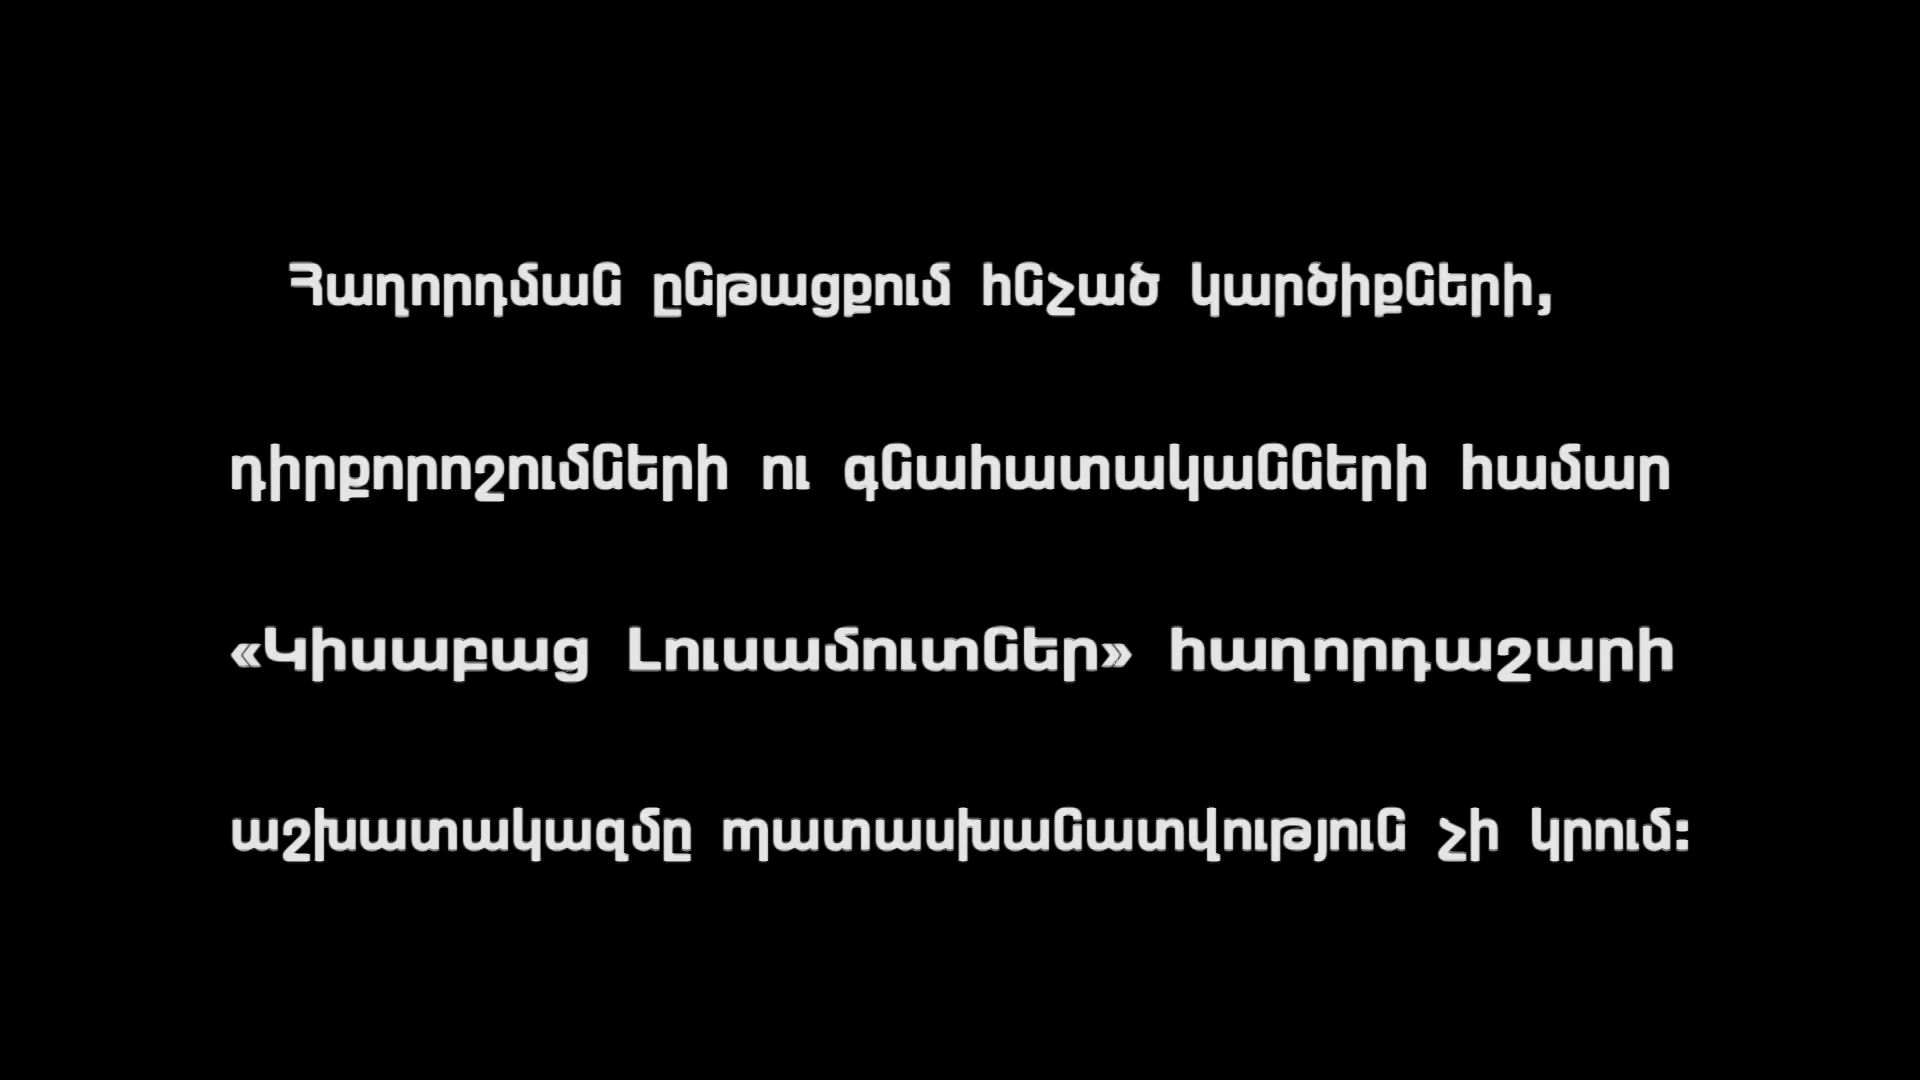 Հաղորդման ընթացքում հնչած կարծիքների,
դիրքորոշումների ու գնահատականների համար
«Կիսաբաց Լուսամուտներ» հաղորդաշարի
աշխատակազմը պատասխանատվություն չի կրում: